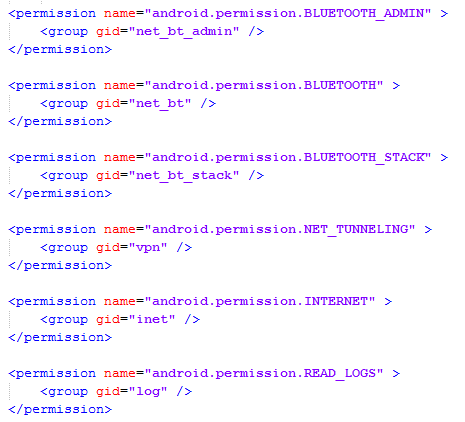 <permission name="android.permission.BLUETOOTH_ADMIN" >
<group gid="net_bt_admin" />
</permission>
<permission name="android.permission.BLUETOOTH" >
<group gid="net_bt" />
</permission>
<permission name="android.permission.BLUETOOTH_STACK" >
<group gid="net_bt_stack" />
</permission>
<permission name="android.permission.NET_TUNNELING" >
<group gid="vpn" />
</permission>
<permission name="android.permission.INTERNET" >
<group gid="inet" />
</permission>
<permission name="android.permission.READ_LOGS" >
<group gid="log" />
</permission>